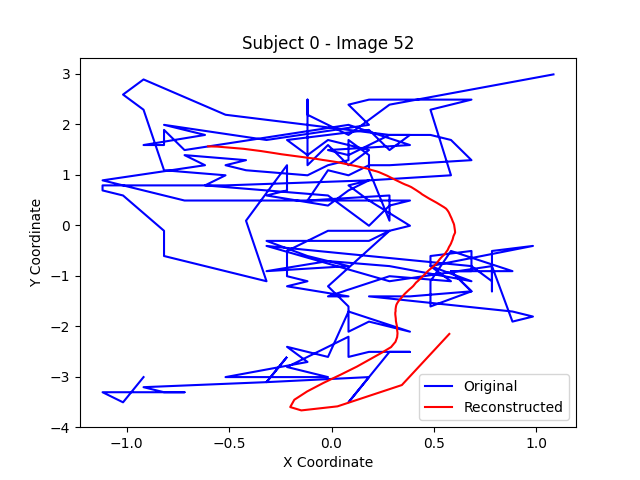 Subject 0 - Image 52
3
2
1
0
−1
−2
−3
−4
Y Coordinate
−1.0 −0.5 0.0 0.5 1.0
X Coordinate
Original
Reconstructed